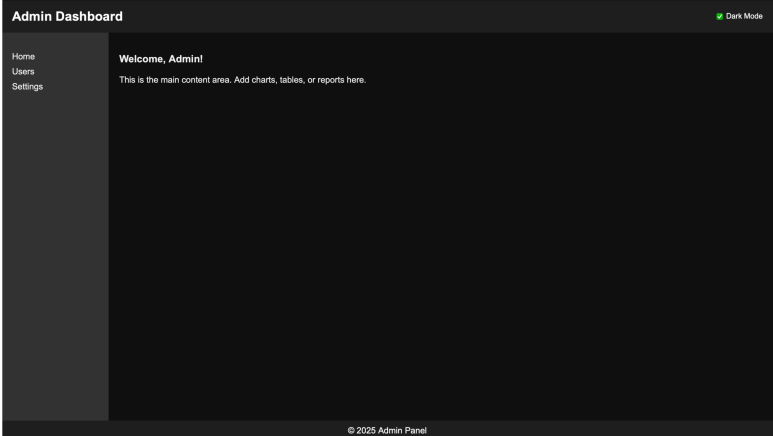 Admin Dashboard
Dark Mode
Home
Users
Settings
Welcome, Admin!
This is the main content area. Add charts, tables, or reports here.
© 2025 Admin Panel